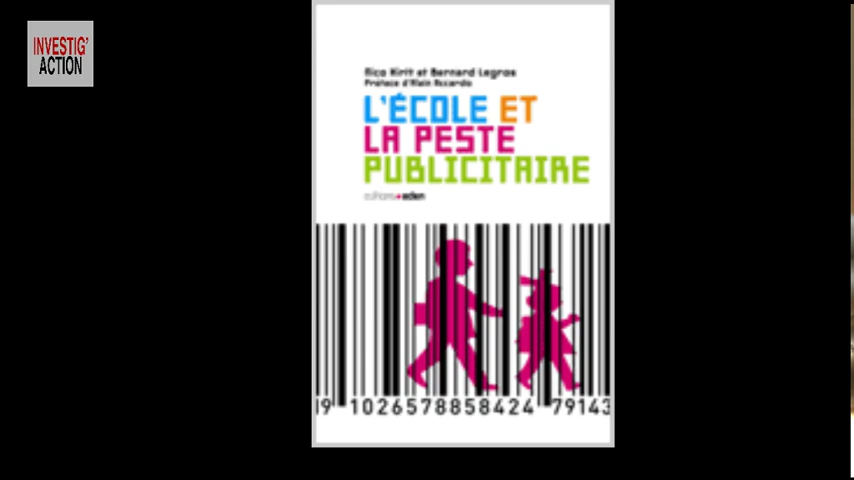 INVESTIG'
ACTION
Nico Hirtt et Bernard Legros
Préface d'Alain Accardo
L'ÉCOLE ET
LA PESTE
PUBLICITAIRE
éditions aden
9 1026578858424 79143